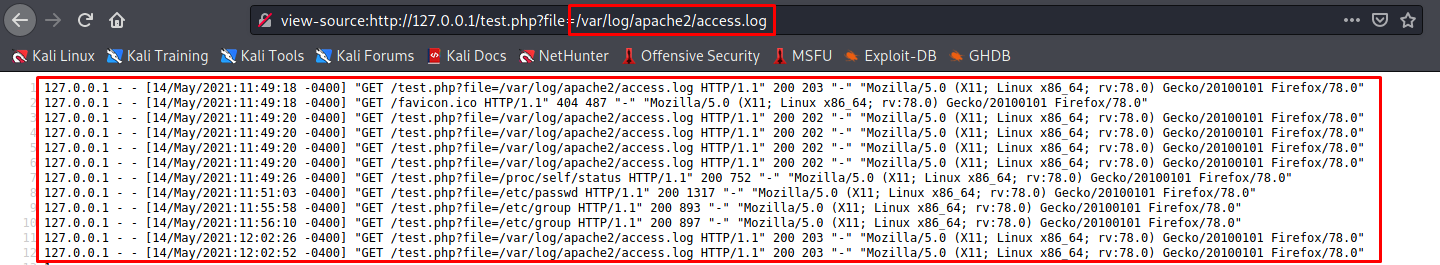 view-source:http://127.0.0.1/test.php?file=/var/log/apache2/access.log
Kali Linux Kali Training Kali Tools Kali Forums Kali Docs NetHunter Offensive Security MSFU Exploit-DB GHDB
1 127.0.0.1 - - [14/May/2021:11:49:18 -0400] "GET /test.php?file=/var/log/apache2/access.log HTTP/1.1" 200 203 "-" "Mozilla/5.0 (X11; Linux x86_64; rv:78.0) Gecko/20100101 Firefox/78.0"
2 127.0.0.1 - - [14/May/2021:11:49:18 -0400] "GET /favicon.ico HTTP/1.1" 404 487 "-" "Mozilla/5.0 (X11; Linux x86_64; rv:78.0) Gecko/20100101 Firefox/78.0"
3 127.0.0.1 - - [14/May/2021:11:49:20 -0400] "GET /test.php?file=/var/log/apache2/access.log HTTP/1.1" 200 202 "-" "Mozilla/5.0 (X11; Linux x86_64; rv:78.0) Gecko/20100101 Firefox/78.0"
4 127.0.0.1 - - [14/May/2021:11:49:20 -0400] "GET /test.php?file=/var/log/apache2/access.log HTTP/1.1" 200 202 "-" "Mozilla/5.0 (X11; Linux x86_64; rv:78.0) Gecko/20100101 Firefox/78.0"
5 127.0.0.1 - - [14/May/2021:11:49:20 -0400] "GET /test.php?file=/var/log/apache2/access.log HTTP/1.1" 200 202 "-" "Mozilla/5.0 (X11; Linux x86_64; rv:78.0) Gecko/20100101 Firefox/78.0"
6 127.0.0.1 - - [14/May/2021:11:49:20 -0400] "GET /test.php?file=/var/log/apache2/access.log HTTP/1.1" 200 202 "-" "Mozilla/5.0 (X11; Linux x86_64; rv:78.0) Gecko/20100101 Firefox/78.0"
7 127.0.0.1 - - [14/May/2021:11:49:26 -0400] "GET /test.php?file=/proc/self/status HTTP/1.1" 200 752 "-" "Mozilla/5.0 (X11; Linux x86_64; rv:78.0) Gecko/20100101 Firefox/78.0"
8 127.0.0.1 - - [14/May/2021:11:51:03 -0400] "GET /test.php?file=/etc/passwd HTTP/1.1" 200 1317 "-" "Mozilla/5.0 (X11; Linux x86_64; rv:78.0) Gecko/20100101 Firefox/78.0"
9 127.0.0.1 - - [14/May/2021:11:55:58 -0400] "GET /test.php?file=/etc/group HTTP/1.1" 200 893 "-" "Mozilla/5.0 (X11; Linux x86_64; rv:78.0) Gecko/20100101 Firefox/78.0"
10 127.0.0.1 - - [14/May/2021:11:56:10 -0400] "GET /test.php?file=/etc/group HTTP/1.1" 200 897 "-" "Mozilla/5.0 (X11; Linux x86_64; rv:78.0) Gecko/20100101 Firefox/78.0"
11 127.0.0.1 - - [14/May/2021:12:02:26 -0400] "GET /test.php?file=/var/log/apache2/access.log HTTP/1.1" 200 203 "-" "Mozilla/5.0 (X11; Linux x86_64; rv:78.0) Gecko/20100101 Firefox/78.0"
12 127.0.0.1 - - [14/May/2021:12:02:52 -0400] "GET /test.php?file=/var/log/apache2/access.log HTTP/1.1" 200 203 "-" "Mozilla/5.0 (X11; Linux x86_64; rv:78.0) Gecko/20100101 Firefox/78.0"